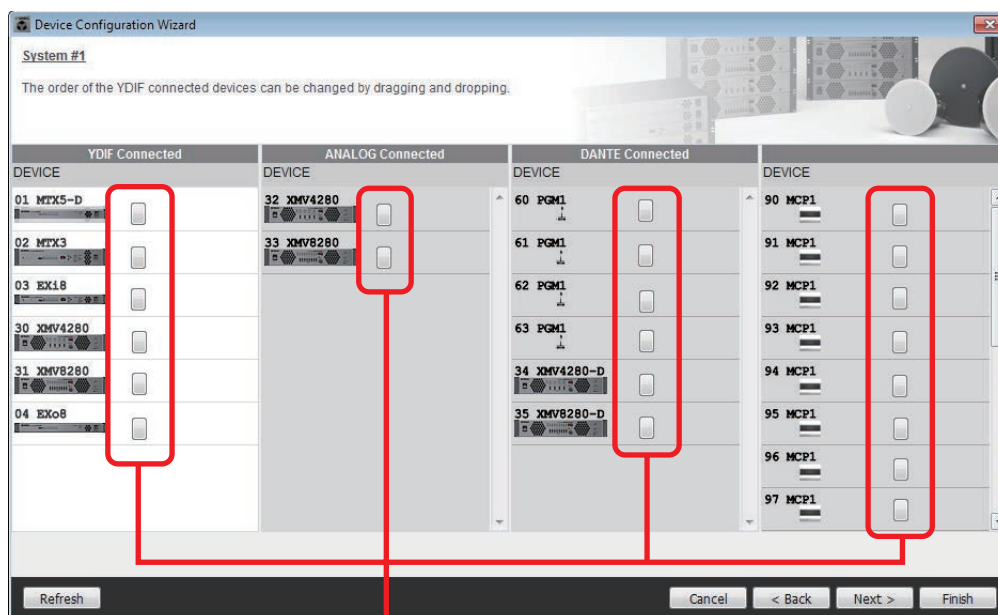 Device Configuration Wizard
System #1
The order of the YDIF connected devices can be changed by dragging and dropping.
YDIF Connected
DEVICE
01 MTX5-D
02 MTX3
03 EXi8
30 XMV4280
31 XMV8280
04 EXo8
ANALOG Connected
DEVICE
32 XMV4280
33 XMV8280
DANTE Connected
DEVICE
60 PGM1
61 PGM1
62 PGM1
63 PGM1
34 XMV4280-D
35 XMV8280-D
DEVICE
90 MCP1
91 MCP1
92 MCP1
93 MCP1
94 MCP1
95 MCP1
96 MCP1
97 MCP1
Refresh
Cancel
< Back
Next >
Finish